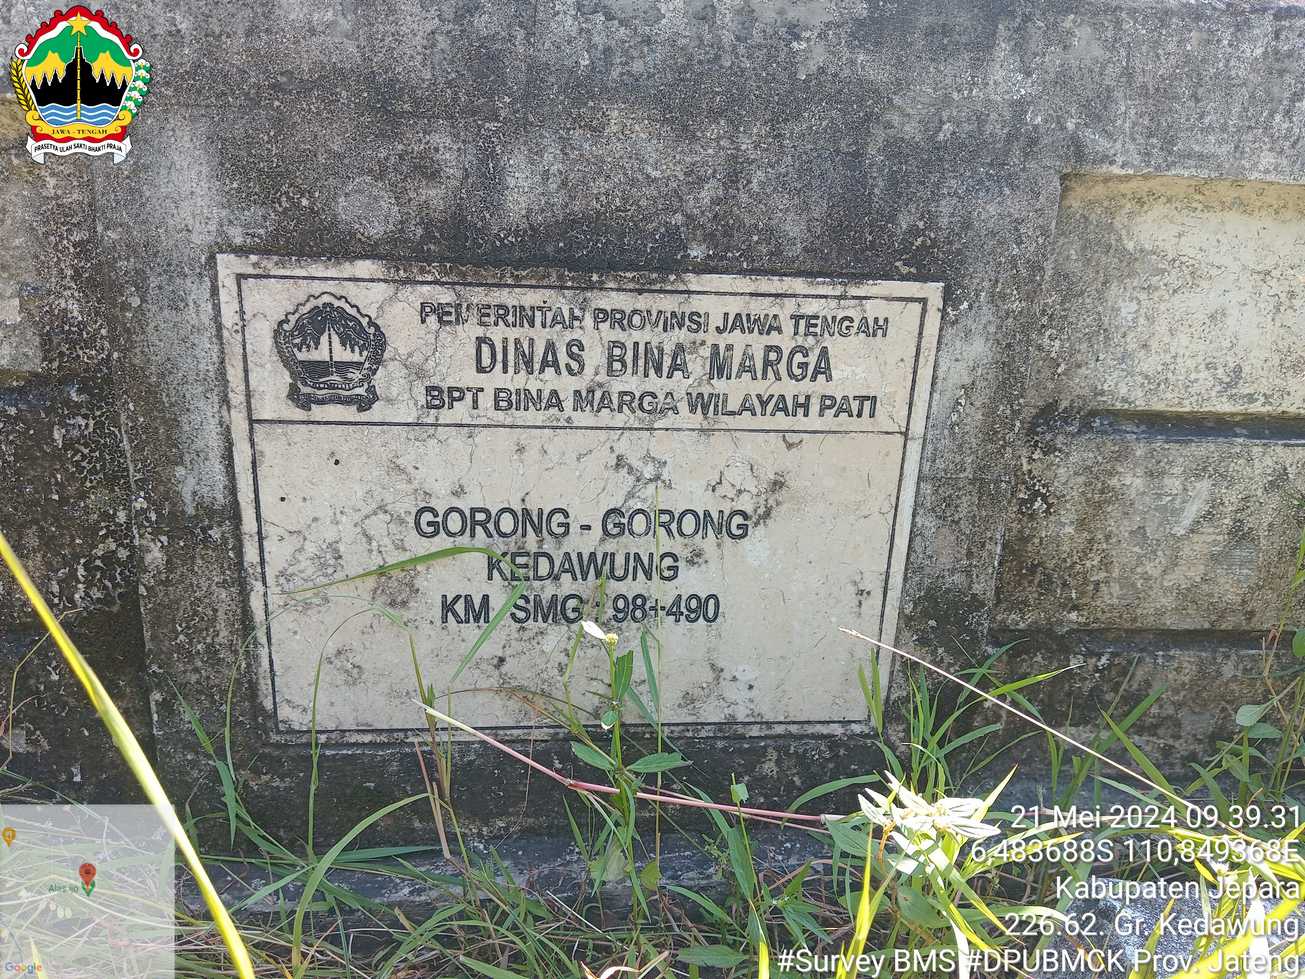 JAWA - TENGAH
PRASETYA ULAH SAKTI BHAKTI PRAJA
PEMERINTAH PROVINSI JAWA TENGAH
DINAS BINA MARGA
BPT BINA MARGA WILAYAH PATI
GORONG - GORONG
KEDAWUNG
KM SMG : 98+490
Alas ijo
Google
21 Mei 2024 09.39.31
6,483688S 110,849368E
Kabupaten Jepara
226.62. Gr. Kedawung
#Survey BMS #DPUBMCK Prov. Jateng